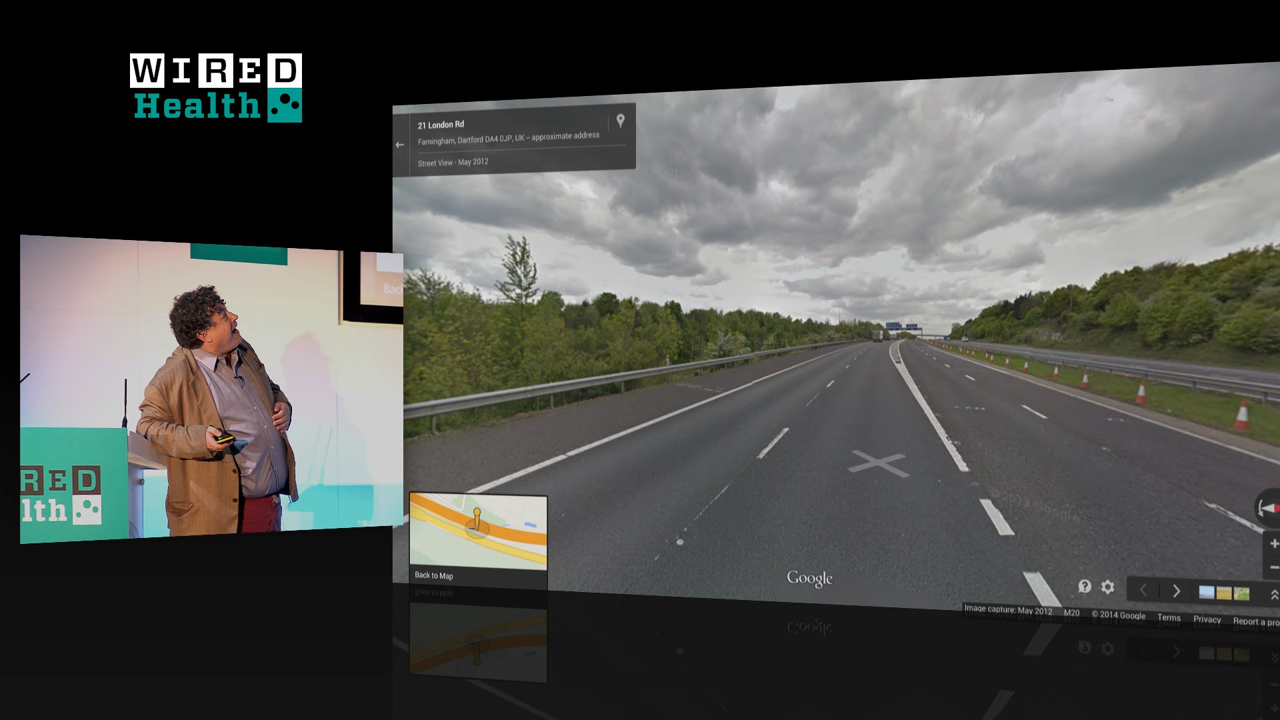 WIRED
Health
21 London Rd
Farningham, Dartford DA4 0JP, UK – approximate address
Street View - May 2012
Back
RED
lth
Back to Map
Google
Image capture: May 2012 M20 © 2014 Google Terms Privacy Report a pro